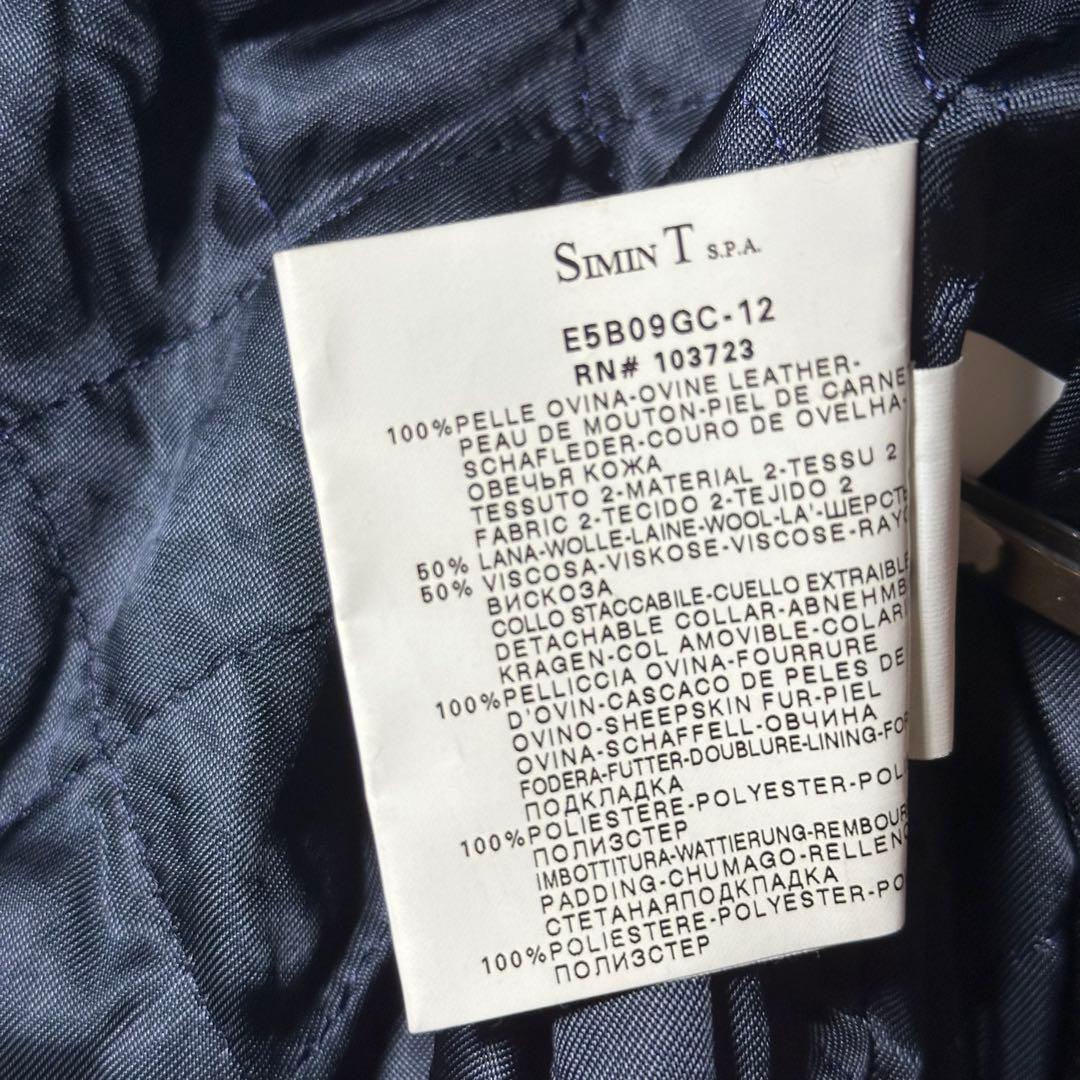 SIMIN T S.P.A.
E5B09GC-12
RN# 103723
100%PELLE OVINA-OVINE LEATHER-
PEAU DE MOUTON-PIEL DE CARNE
SCHAFLEDER-COURO DE OVELHA-
ОВЕЧЬЯ КОЖА
TESSUTO 2-MATERIAL 2-TESSU 2
FABRIC 2-TECIDO 2-TEJIDO 2
50% LANA-WOLLE-LAINE-WOOL-LA'-ШЕРСТЬ
50% VISCOSA-VISKOSE-VISCOSE-RAYO
ВИСКОЗА
COLLO STACCABILE-CUELLO EXTRAIBLE
DETACHABLE COLLAR-ABNEHMB
KRAGEN-COL AMOVIBLE-COLARI
100%PELLICCIA OVINA-FOURRURE
D'OVIN-CASCACO DE PELES DE
OVINO-SHEEPSKIN FUR-PIEL
OVINA-SCHAFFELL-ОВЧИНА
FODERA-FUTTER-DOUBLURE-LINING-FOR
ПОДКЛАДКА
100%POLIESTERE-POLYESTER-POL
ПОЛИЗСТЕР
IMBOTTITURA-WATTIERUNG-REMBOUR
PADDING-CHUMAGO-RELLENO
СТЕТАНАЯПОДКПАДКА
100%POLIESTERE-POLYESTER-PO
ПОЛИЗСТЕР